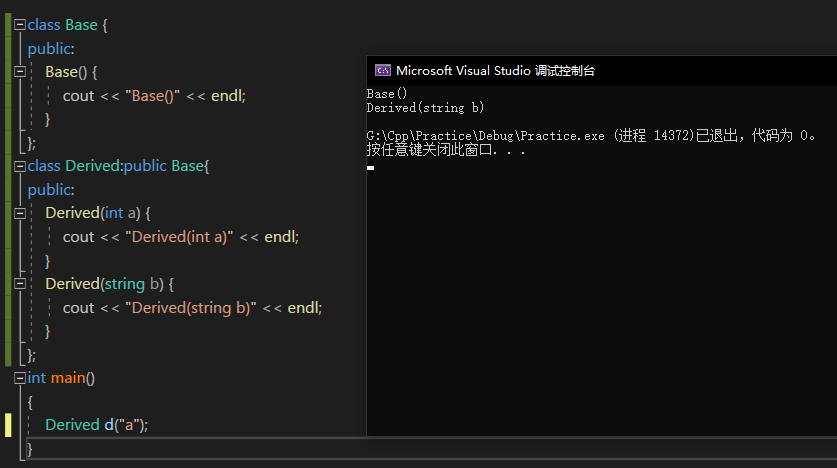 class Base {
public:
Base() {
cout << "Base()" << endl;
}
};
class Derived:public Base{
public:
Derived(int a) {
cout << "Derived(int a)" << endl;
}
Derived(string b) {
cout << "Derived(string b)" << endl;
}
};
int main()
{
Derived d("a");
}
Microsoft Visual Studio 调试控制台
Base()
Derived(string b)
G:\Cpp\Practice\Debug\Practice.exe (进程 14372)已退出，代码为 0。
按任意键关闭此窗口. . .